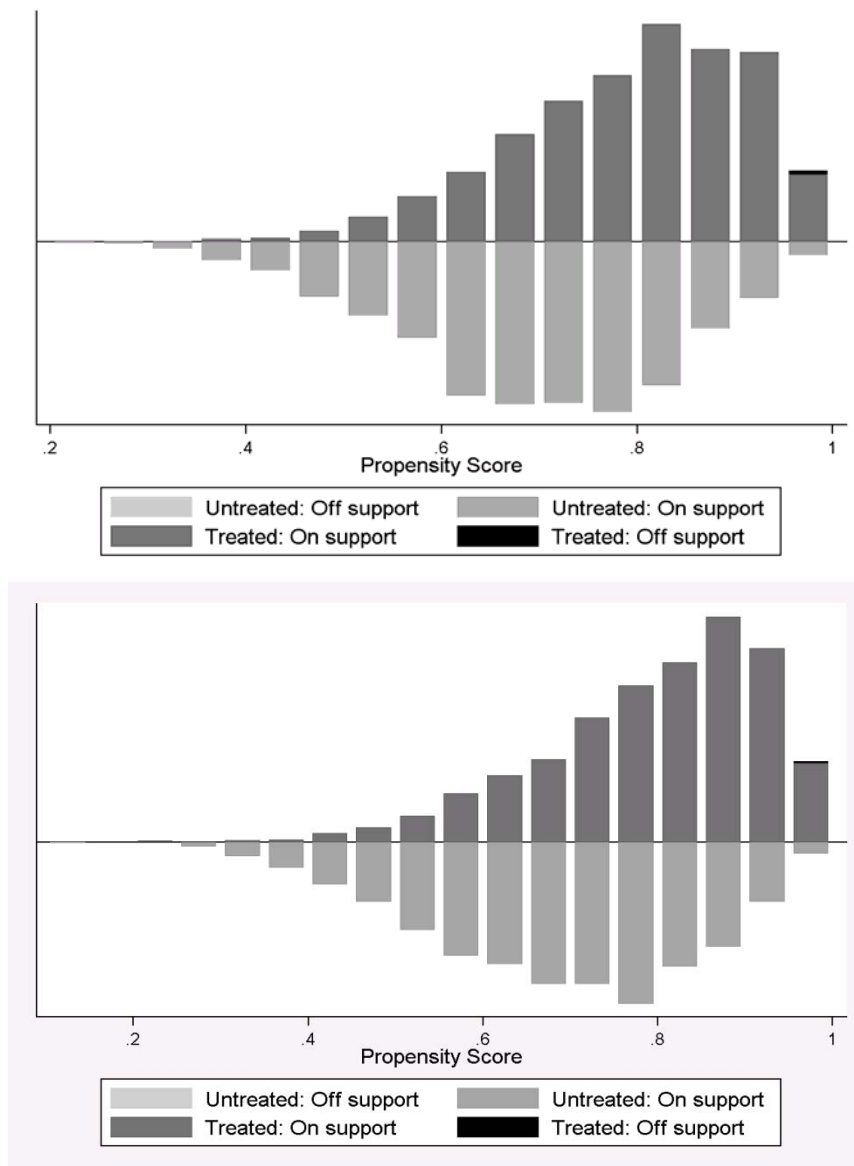 .2 .4 .6 .8 1
Propensity Score
Untreated: Off support Untreated: On support
Treated: On support Treated: Off support
.2 .4 .6 .8 1
Propensity Score
Untreated: Off support Untreated: On support
Treated: On support Treated: Off support